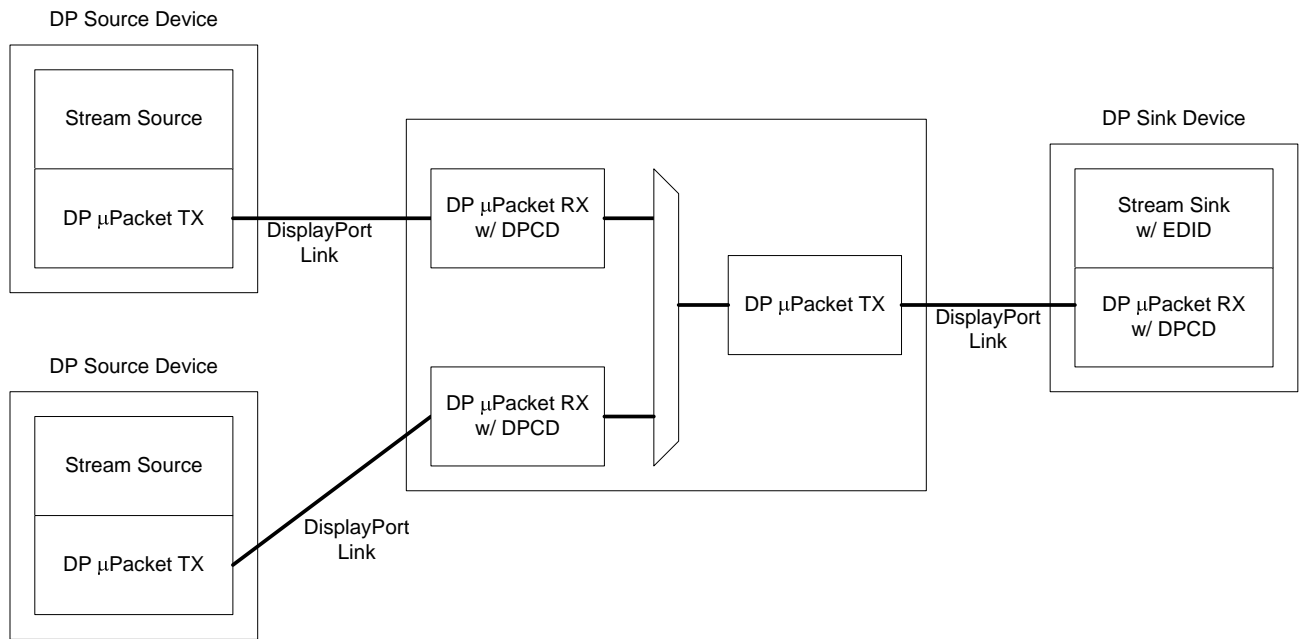 DP Source Device
Stream Source
DP μPacket TX
DisplayPort
Link
DP Source Device
Stream Source
DP μPacket TX
DisplayPort
Link
DP μPacket RX
w/ DPCD
DP μPacket RX
w/ DPCD
DP μPacket TX
DisplayPort
Link
DP Sink Device
Stream Sink
w/ EDID
DP μPacket RX
w/ DPCD